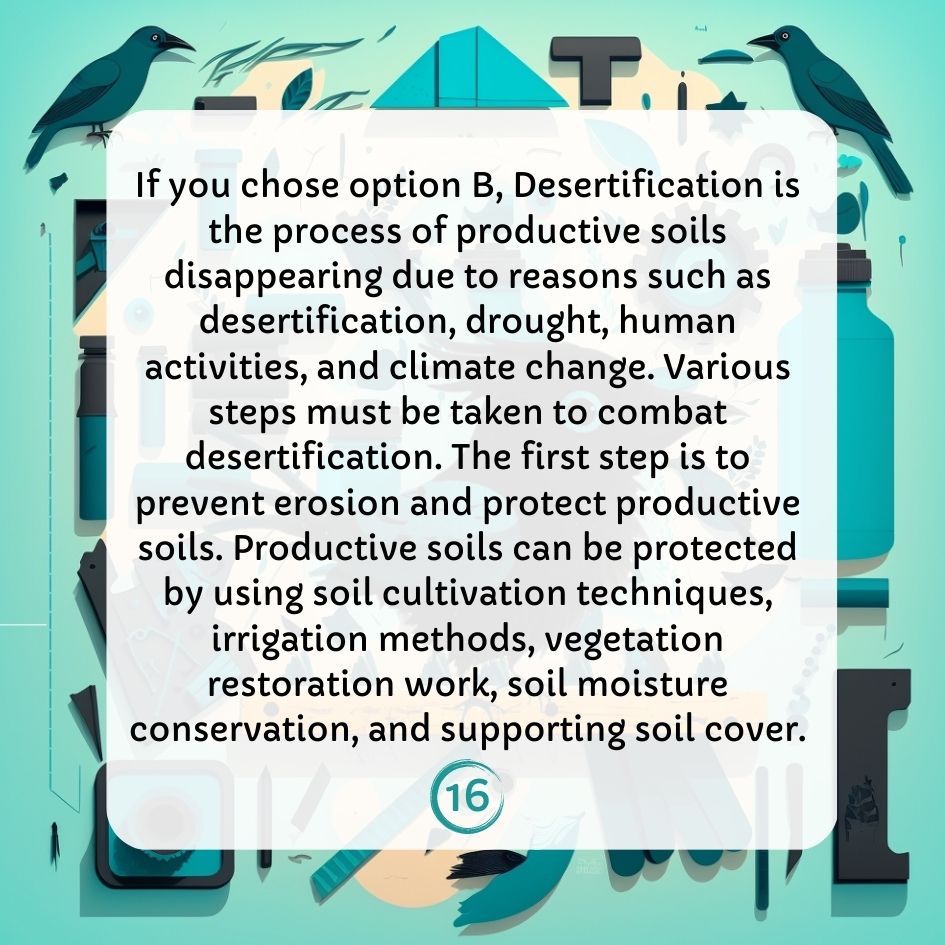 If you chose option B, Desertification is
the process of productive soils
disappearing due to reasons such as
desertification, drought, human
activities, and climate change. Various
steps must be taken to combat
desertification. The first step is to
prevent erosion and protect productive
soils. Productive soils can be protected
by using soil cultivation techniques,
irrigation methods, vegetation
restoration work, soil moisture
conservation, and supporting soil cover.
16